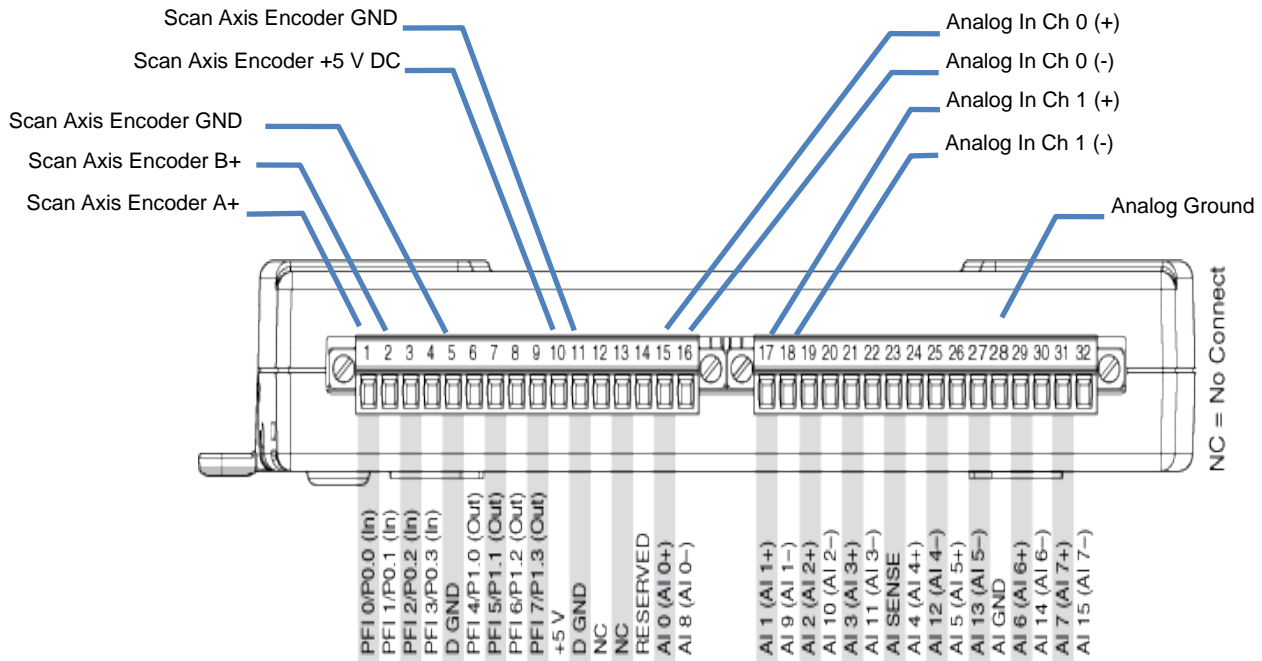 Scan Axis Encoder GND
Scan Axis Encoder +5 V DC
Scan Axis Encoder GND
Scan Axis Encoder B+
Scan Axis Encoder A+
Analog In Ch 0 (+)
Analog In Ch 0 (-)
Analog In Ch 1 (+)
Analog In Ch 1 (-)
Analog Ground
1 2 3 4 5 6 7 8 9 10 11 12 13 14 15 16
17 18 19 20 21 22 23 24 25 26 27 28 29 30 31 32
NC = No Connect
PFI 0/P0.0 (In)
PFI 1/P0.1 (In)
PFI 2/P0.2 (In)
PFI 3/P0.3 (In)
D GND
PFI 4/P1.0 (Out)
PFI 5/P1.1 (Out)
PFI 6/P1.2 (Out)
PFI 7/P1.3 (Out)
+5 V
D GND
NC
NC
RESERVED
AI 0 (AI 0+)
AI 8 (AI 0–)
AI 1 (AI 1+)
AI 9 (AI 1–)
AI 2 (AI 2+)
AI 10 (AI 2–)
AI 3 (AI 3+)
AI 11 (AI 3–)
AI SENSE
AI 4 (AI 4+)
AI 12 (AI 4–)
AI 5 (AI 5+)
AI 13 (AI 5–)
AI GND
AI 6 (AI 6+)
AI 14 (AI 6–)
AI 7 (AI 7+)
AI 15 (AI 7–)